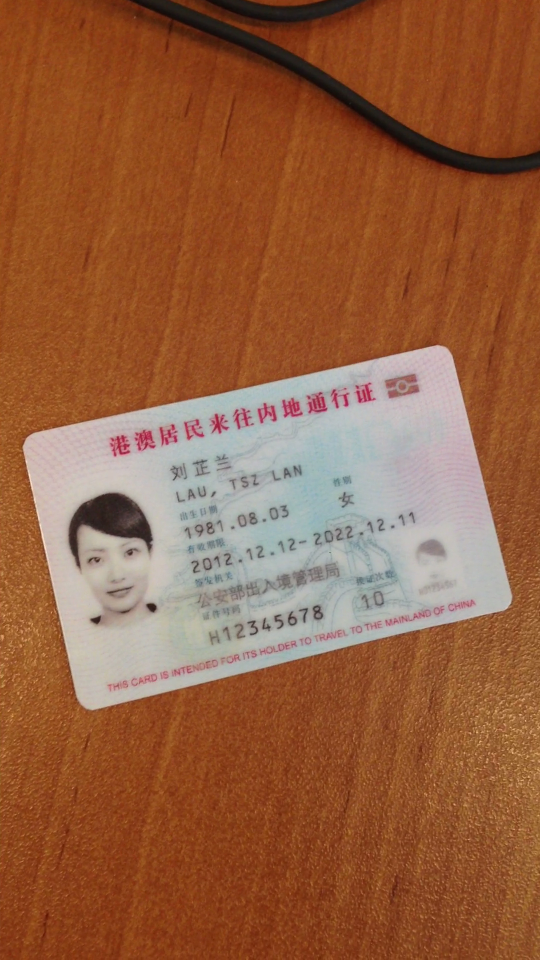 港澳居民来往内地通行证
刘芷兰
LAU, TSZ LAN
出生日期 性别
1981.08.03 女
有效期限
2012.12.12-2022.12.11
签发机关
公安部出入境管理局
证件号码 换证次数
H12345678 10
THIS CARD IS INTENDED FOR ITS HOLDER TO TRAVEL TO THE MAINLAND OF CHINA